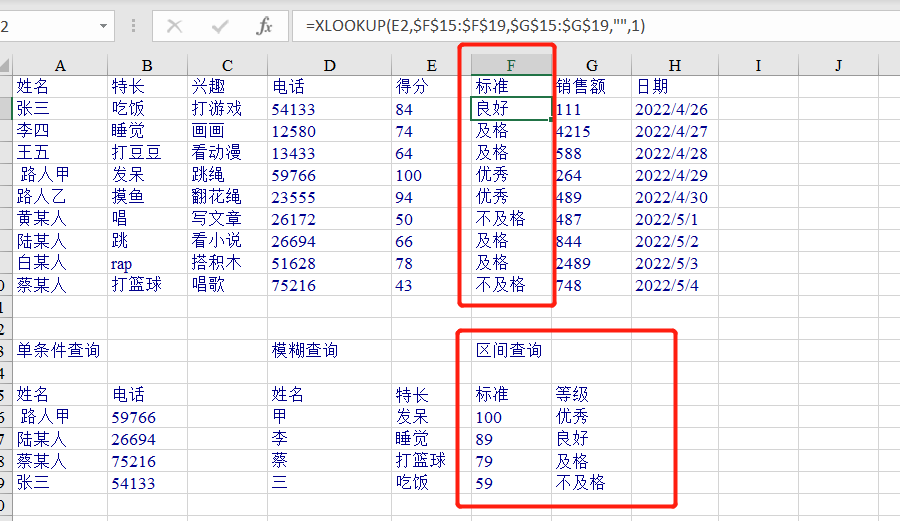 2 =XLOOKUP(E2,$F$15:$F$19,$G$15:$G$19,"",1)
A B C D E F G H I J
姓名 特长 兴趣 电话 得分 标准 销售额 日期
张三 吃饭 打游戏 54133 84 良好 111 2022/4/26
李四 睡觉 画画 12580 74 及格 4215 2022/4/27
王五 打豆豆 看动漫 13433 64 及格 588 2022/4/28
路人甲 发呆 跳绳 59766 100 优秀 264 2022/4/29
路人乙 摸鱼 翻花绳 23555 94 优秀 489 2022/4/30
黄某人 唱 写文章 26172 50 不及格 487 2022/5/1
陆某人 跳 看小说 26694 66 及格 844 2022/5/2
白某人 rap 搭积木 51628 78 及格 2489 2022/5/3
0 蔡某人 打篮球 唱歌 75216 43 不及格 748 2022/5/4
1
2
3 单条件查询 模糊查询 区间查询
4
5 姓名 电话 姓名 特长 标准 等级
6 路人甲 59766 甲 发呆 100 优秀
7 陆某人 26694 李 睡觉 89 良好
8 蔡某人 75216 蔡 打篮球 79 及格
9 张三 54133 三 吃饭 59 不及格
0